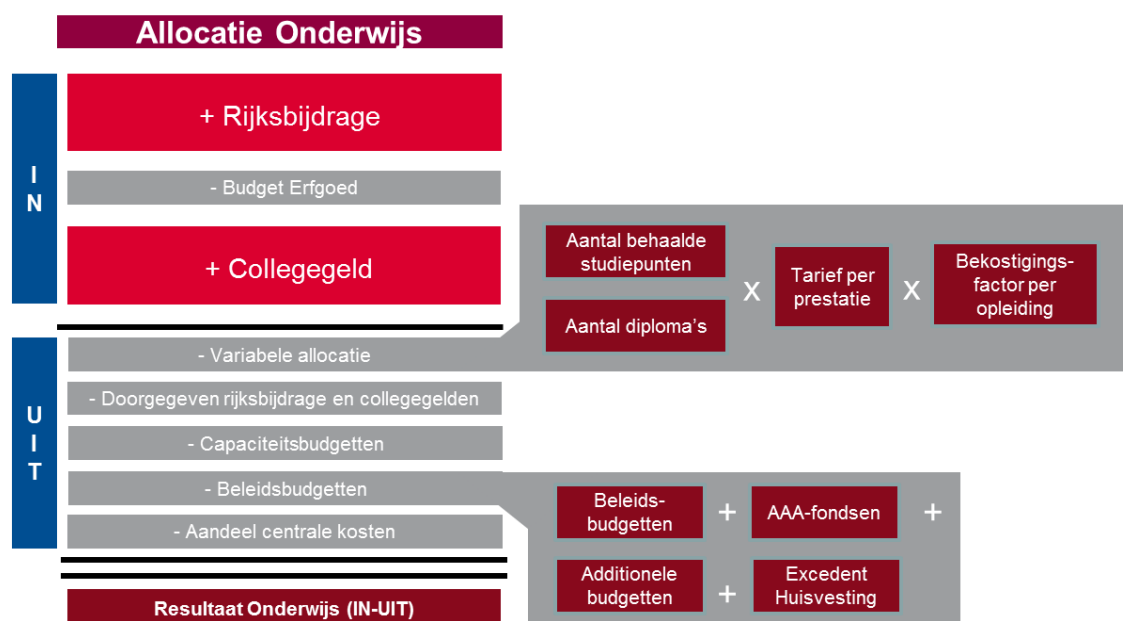 Allocatie Onderwijs
I
N
+ Rijksbijdrage
- Budget Erfgoed
+ Collegegeld
Aantal behaalde
studiepunten
Aantal diploma's
x
Tarief per
prestatie
x
Bekostigings-
factor per
opleiding
U
I
T
- Variabele allocatie
- Doorgegeven rijksbijdrage en collegegelden
- Capaciteitsbudgetten
- Beleidsbudgetten
- Aandeel centrale kosten
Beleids-
budgetten
+
AAA-fondsen
+
Additionele
budgetten
+
Excedent
Huisvesting
Resultaat Onderwijs (IN-UIT)